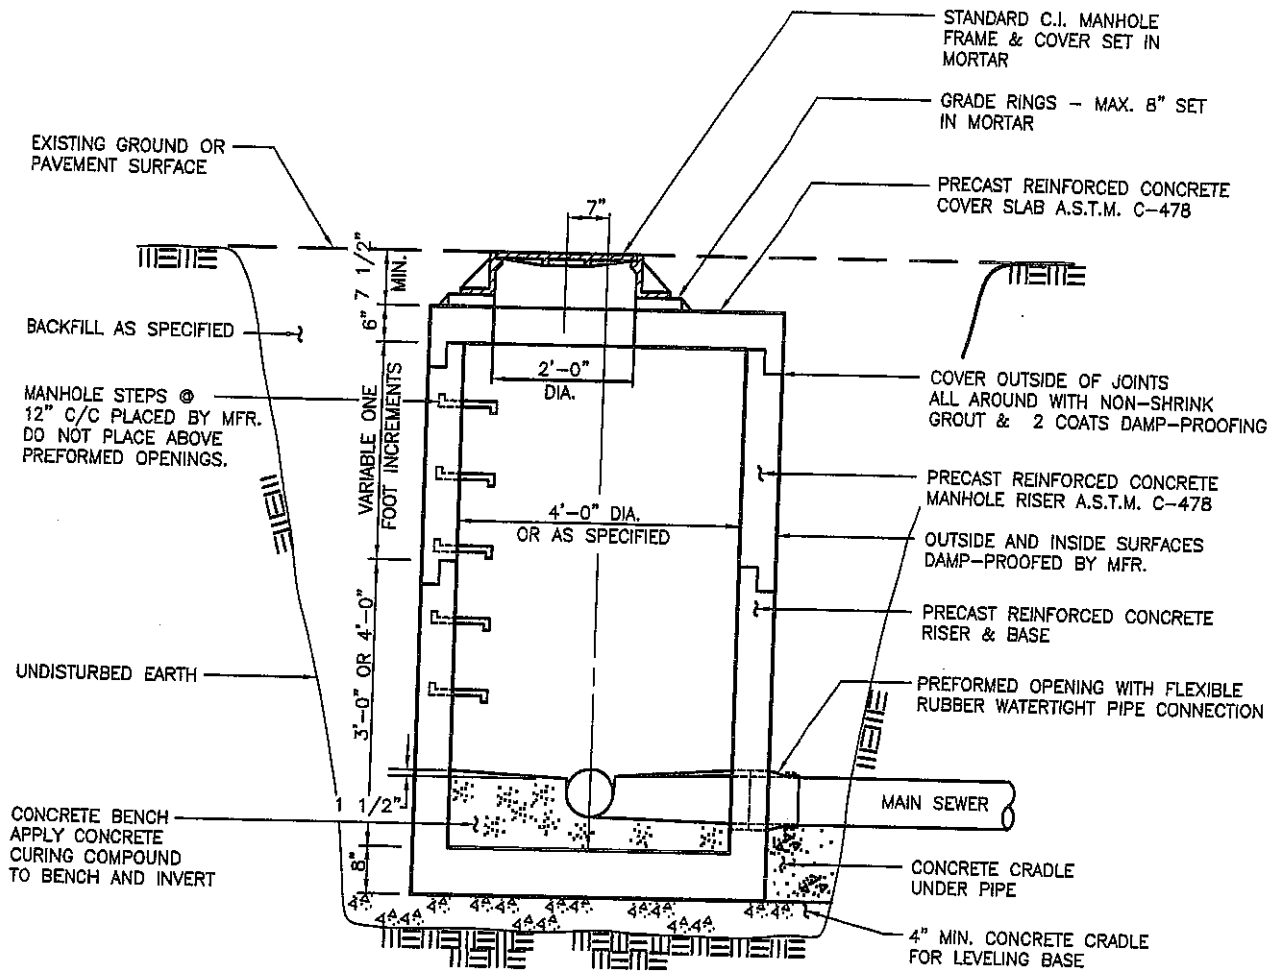 STANDARD C.I. MANHOLE
FRAME & COVER SET IN
MORTAR
GRADE RINGS - MAX. 8" SET
IN MORTAR
EXISTING GROUND OR
PAVEMENT SURFACE
PRECAST REINFORCED CONCRETE
COVER SLAB A.S.T.M. C-478
7"
7 1/2"
MIN.
6"
BACKFILL AS SPECIFIED
2'-0"
DIA.
MANHOLE STEPS @
12" C/C PLACED BY MFR.
DO NOT PLACE ABOVE
PREFORMED OPENINGS.
VARIABLE ONE
FOOT INCREMENTS
COVER OUTSIDE OF JOINTS
ALL AROUND WITH NON-SHRINK
GROUT & 2 COATS DAMP-PROOFING
PRECAST REINFORCED CONCRETE
MANHOLE RISER A.S.T.M. C-478
4'-0" DIA.
OR AS SPECIFIED
OUTSIDE AND INSIDE SURFACES
DAMP-PROOFED BY MFR.
PRECAST REINFORCED CONCRETE
RISER & BASE
3'-0" OR 4'-0"
UNDISTURBED EARTH
PREFORMED OPENING WITH FLEXIBLE
RUBBER WATERTIGHT PIPE CONNECTION
1 1/2"
MAIN SEWER
CONCRETE BENCH
APPLY CONCRETE
CURING COMPOUND
TO BENCH AND INVERT
8"
CONCRETE CRADLE
UNDER PIPE
4" MIN. CONCRETE CRADLE
FOR LEVELING BASE